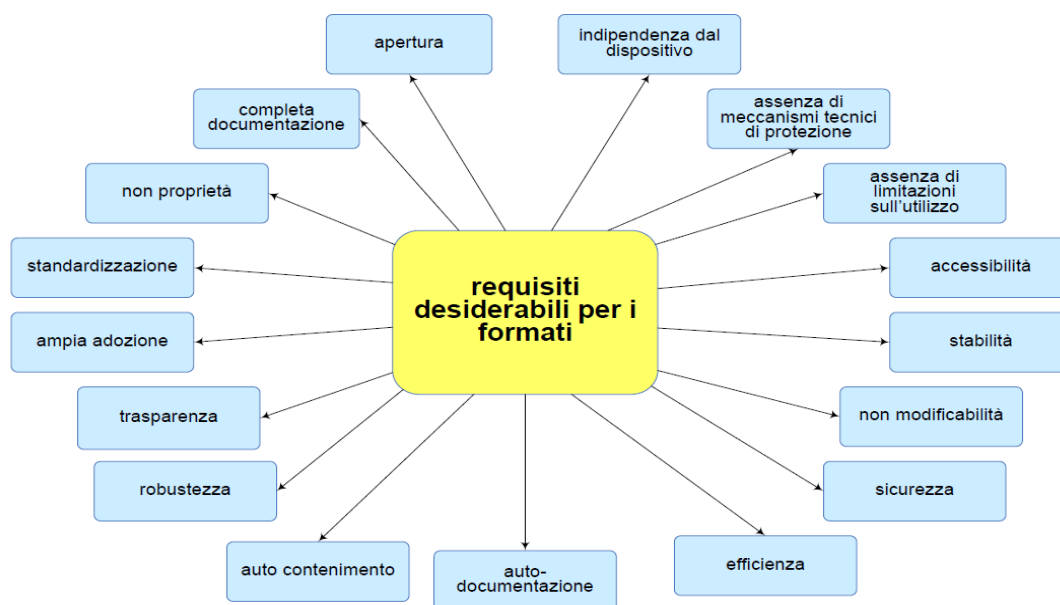 apertura
indipendenza dal
dispositivo
completa
documentazione
assenza di
meccanismi tecnici
di protezione
non proprietà
assenza di
limitazioni
sull'utilizzo
standardizzazione
requisiti
desiderabili per i
formati
accessibilità
ampia adozione
stabilità
trasparenza
non modificabilità
robustezza
sicurezza
auto contenimento
auto-
documentazione
efficienza